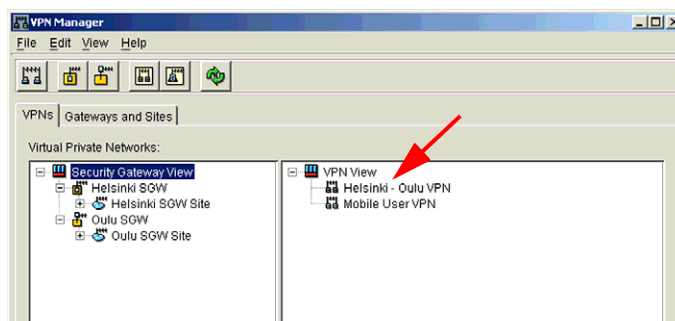 VPN Manager
File Edit View Help
VPNs Gateways and Sites
Virtual Private Networks:
Security Gateway View
Helsinki SGW
Helsinki SGW Site
Oulu SGW
Oulu SGW Site
VPN View
Helsinki - Oulu VPN
Mobile User VPN